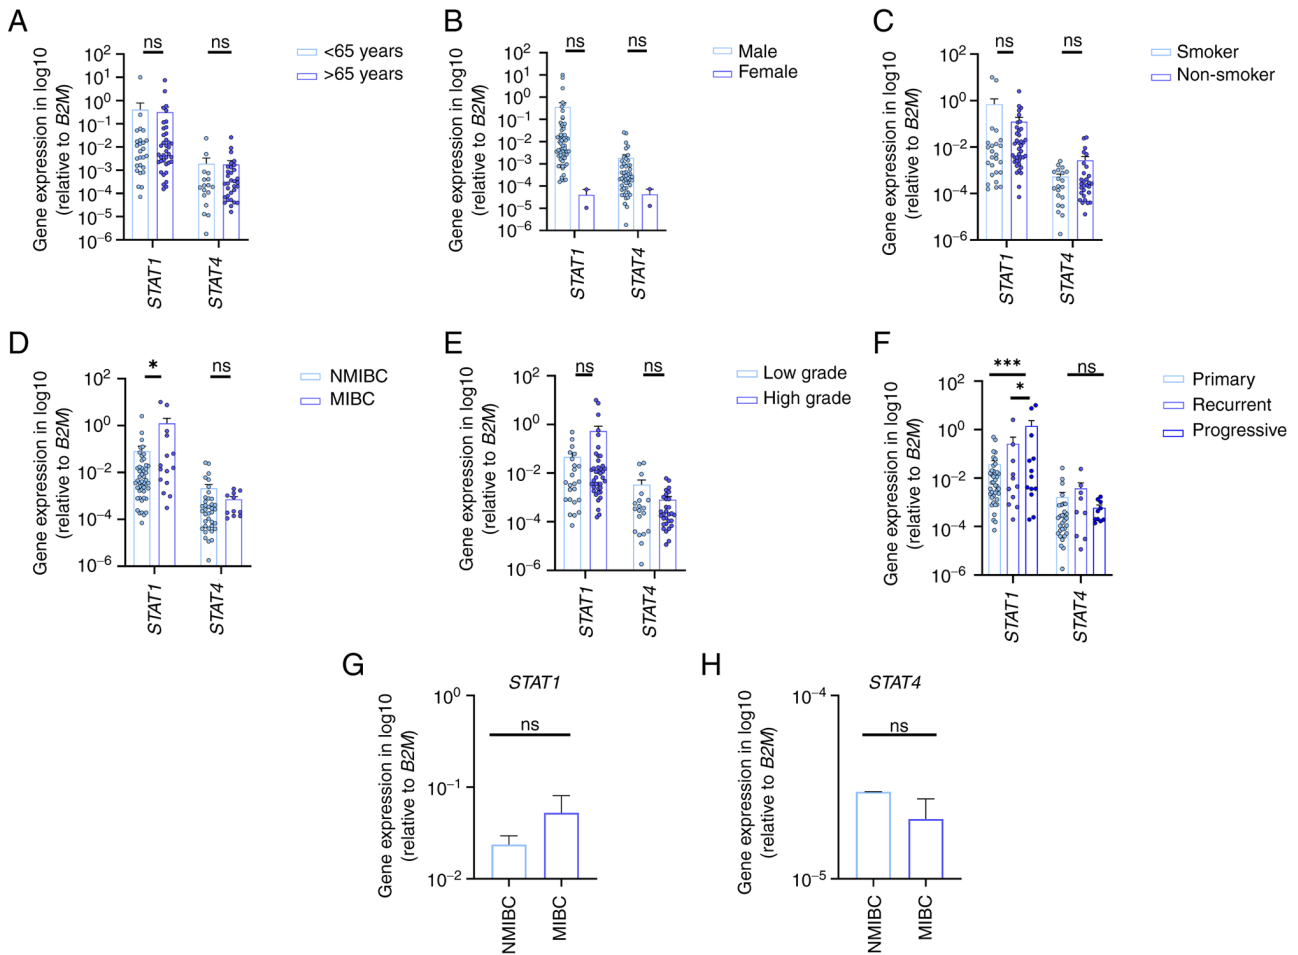 A
Gene expression in log10
(relative to B2M)
10²
10¹
10⁰
10⁻¹
10⁻²
10⁻³
10⁻⁴
10⁻⁵
10⁻⁶
ns
ns
STAT1
STAT4
<65 years
>65 years
B
Gene expression in log10
(relative to B2M)
10²
10¹
10⁰
10⁻¹
10⁻²
10⁻³
10⁻⁴
10⁻⁵
10⁻⁶
ns
ns
STAT1
STAT4
Male
Female
C
Gene expression in log10
(relative to B2M)
10²
10⁰
10⁻²
10⁻⁴
10⁻⁶
ns
ns
STAT1
STAT4
Smoker
Non-smoker
D
Gene expression in log10
(relative to B2M)
10²
10⁰
10⁻²
10⁻⁴
10⁻⁶
*
ns
STAT1
STAT4
NMIBC
MIBC
E
Gene expression in log10
(relative to B2M)
10²
10⁰
10⁻²
10⁻⁴
10⁻⁶
ns
ns
STAT1
STAT4
Low grade
High grade
F
Gene expression in log10
(relative to B2M)
10²
10⁰
10⁻²
10⁻⁴
10⁻⁶
***
*
ns
STAT1
STAT4
Primary
Recurrent
Progressive
G
STAT1
Gene expression in log10
(relative to B2M)
10⁰
10⁻¹
10⁻²
ns
NMIBC
MIBC
H
STAT4
Gene expression in log10
(relative to B2M)
10⁻⁴
10⁻⁵
ns
NMIBC
MIBC